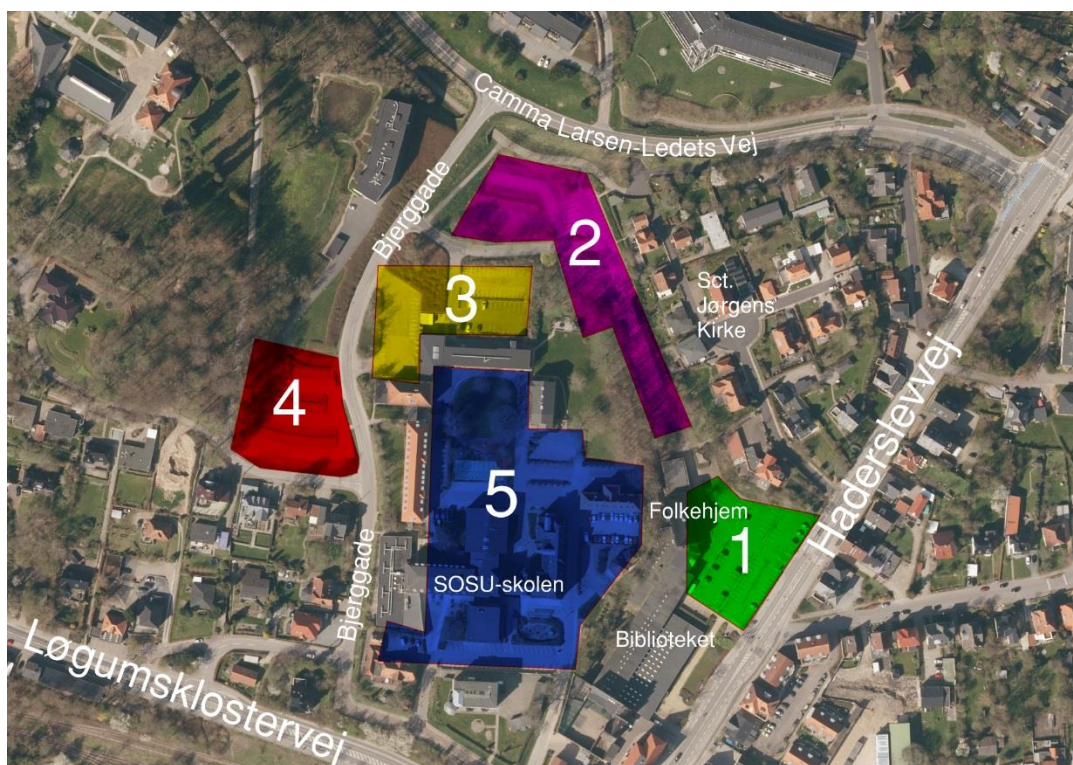 Camma Larsen-Ledets Vej
Bjerggade
2
3
Sct.
Jørgens
Kirke
4
Haderslevvej
5
Folkehjem
1
SOSU-skolen
Bjerggade
Biblioteket
Løgumsklostervej